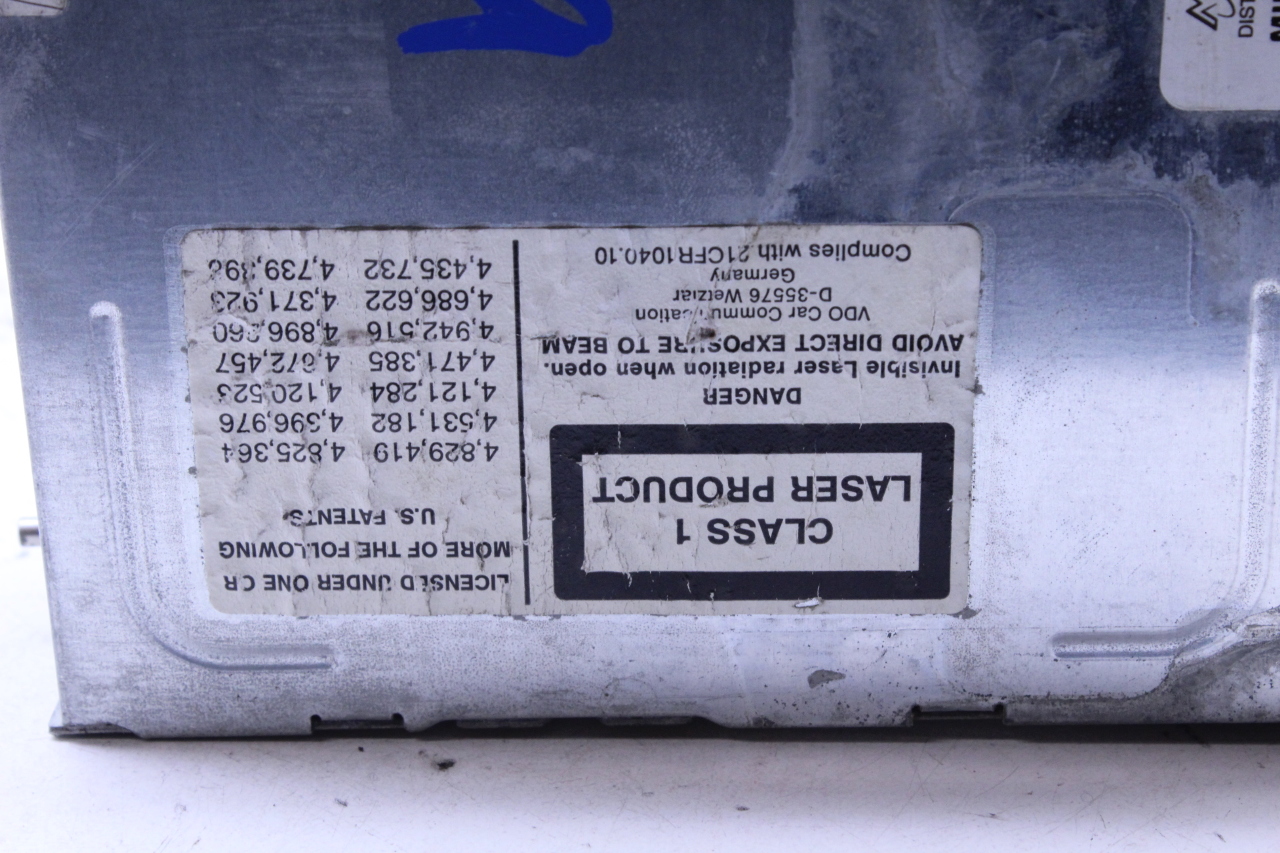 CLASS 1
LASER PRODUCT
DANGER
Invisible Laser radiation when open.
AVOID DIRECT EXPOSURE TO BEAM
VDO Car Communication
D-35576 Wetzlar
Germany
Complies with 21CFR1040.10
LICENSED UNDER ONE OR
MORE OF THE FOLLOWING
U.S. PATENTS
4,829,419 4,825,364
4,531,182 4,396,976
4,121,284 4,120,523
4,471,385 4,672,457
4,942,516 4,896,360
4,686,622 4,371,923
4,435,732 4,739,398
DIST